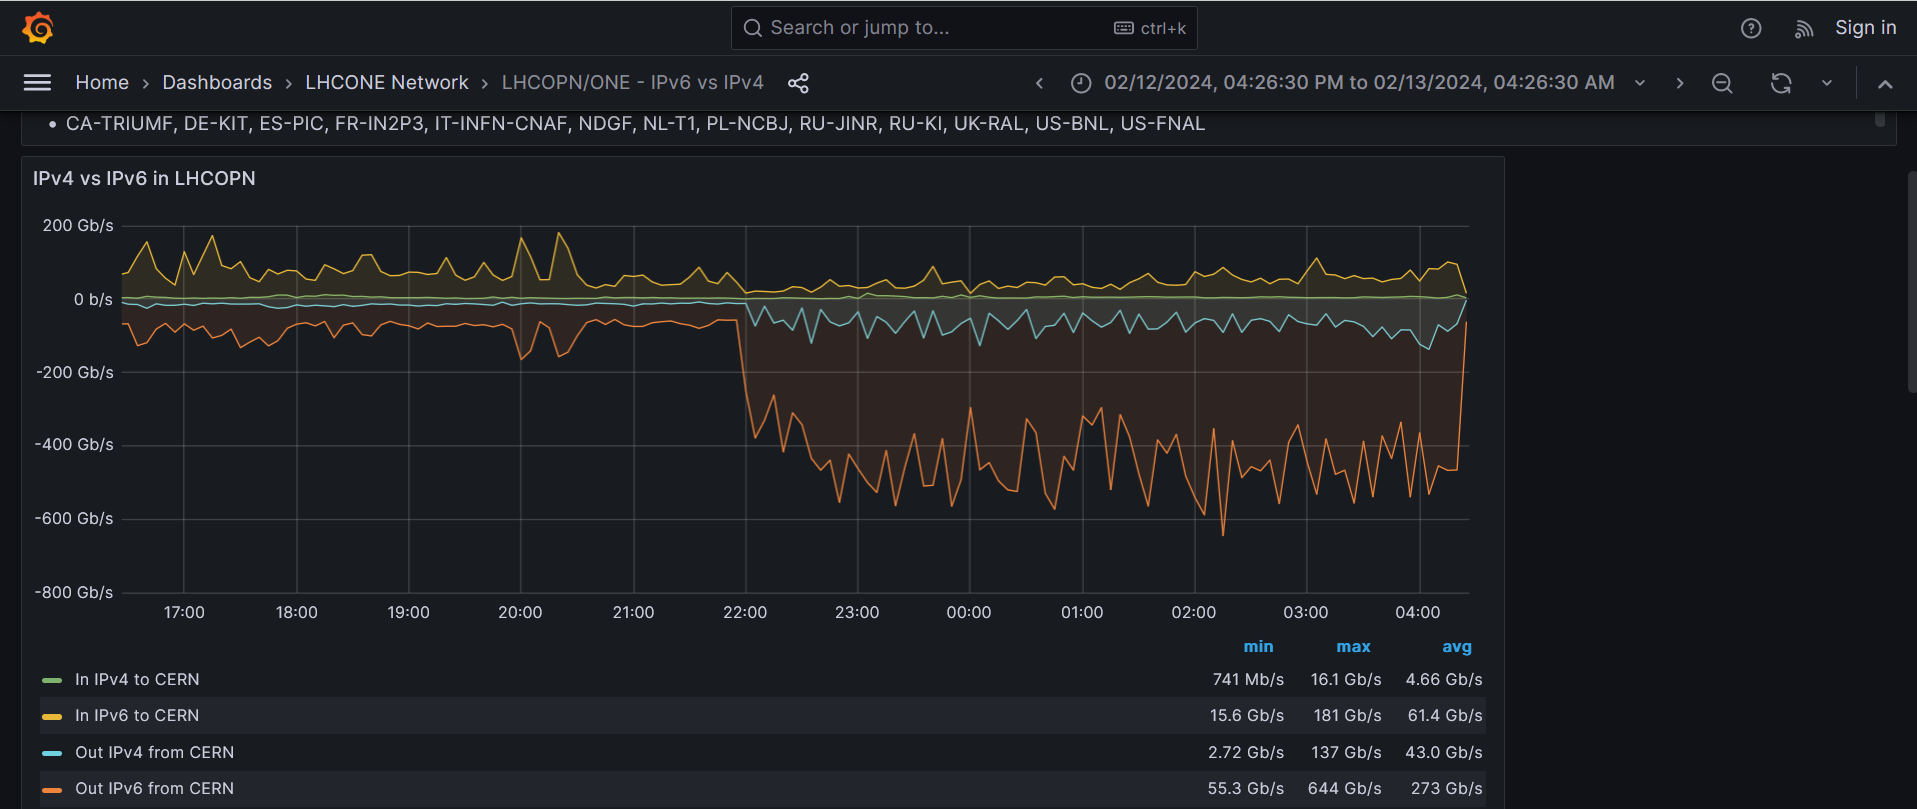 Search or jump to... ctrl+k Sign in
Home › Dashboards › LHCONE Network › LHCOPN/ONE - IPv6 vs IPv4 02/12/2024, 04:26:30 PM to 02/13/2024, 04:26:30 AM
• CA-TRIUMF, DE-KIT, ES-PIC, FR-IN2P3, IT-INFN-CNAF, NDGF, NL-T1, PL-NCBJ, RU-JINR, RU-KI, UK-RAL, US-BNL, US-FNAL
IPv4 vs IPv6 in LHCOPN
200 Gb/s
0 b/s
-200 Gb/s
-400 Gb/s
-600 Gb/s
-800 Gb/s
17:00 18:00 19:00 20:00 21:00 22:00 23:00 00:00 01:00 02:00 03:00 04:00
min max avg
In IPv4 to CERN 741 Mb/s 16.1 Gb/s 4.66 Gb/s
In IPv6 to CERN 15.6 Gb/s 181 Gb/s 61.4 Gb/s
Out IPv4 from CERN 2.72 Gb/s 137 Gb/s 43.0 Gb/s
Out IPv6 from CERN 55.3 Gb/s 644 Gb/s 273 Gb/s